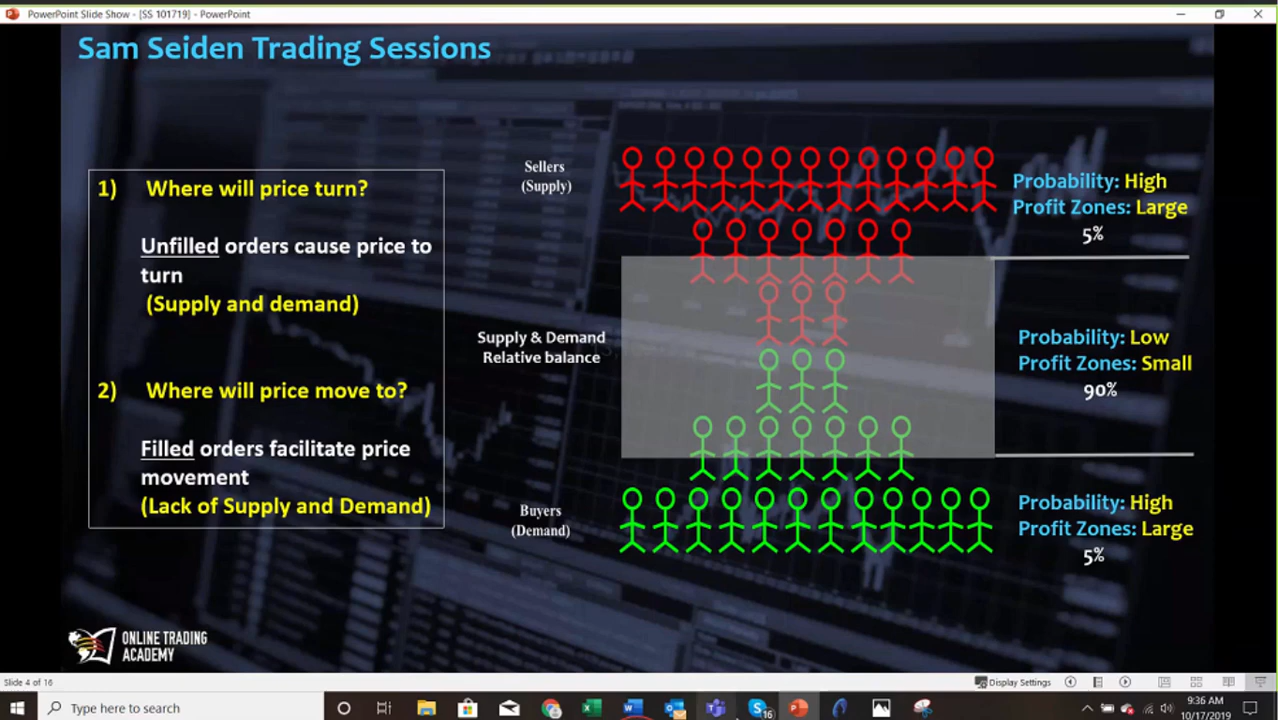 PowerPoint Slide Show - [SS 101719] - PowerPoint
Sam Seiden Trading Sessions
1) Where will price turn?
Unfilled orders cause price to
turn
(Supply and demand)
2) Where will price move to?
Filled orders facilitate price
movement
(Lack of Supply and Demand)
Sellers
(Supply)
Supply & Demand
Relative balance
Buyers
(Demand)
Probability: High
Profit Zones: Large
5%
Probability: Low
Profit Zones: Small
90%
Probability: High
Profit Zones: Large
5%
ONLINE TRADING
ACADEMY
Slide 4 of 16
Display Settings
Type here to search
16
9:36 AM
10/17/2019